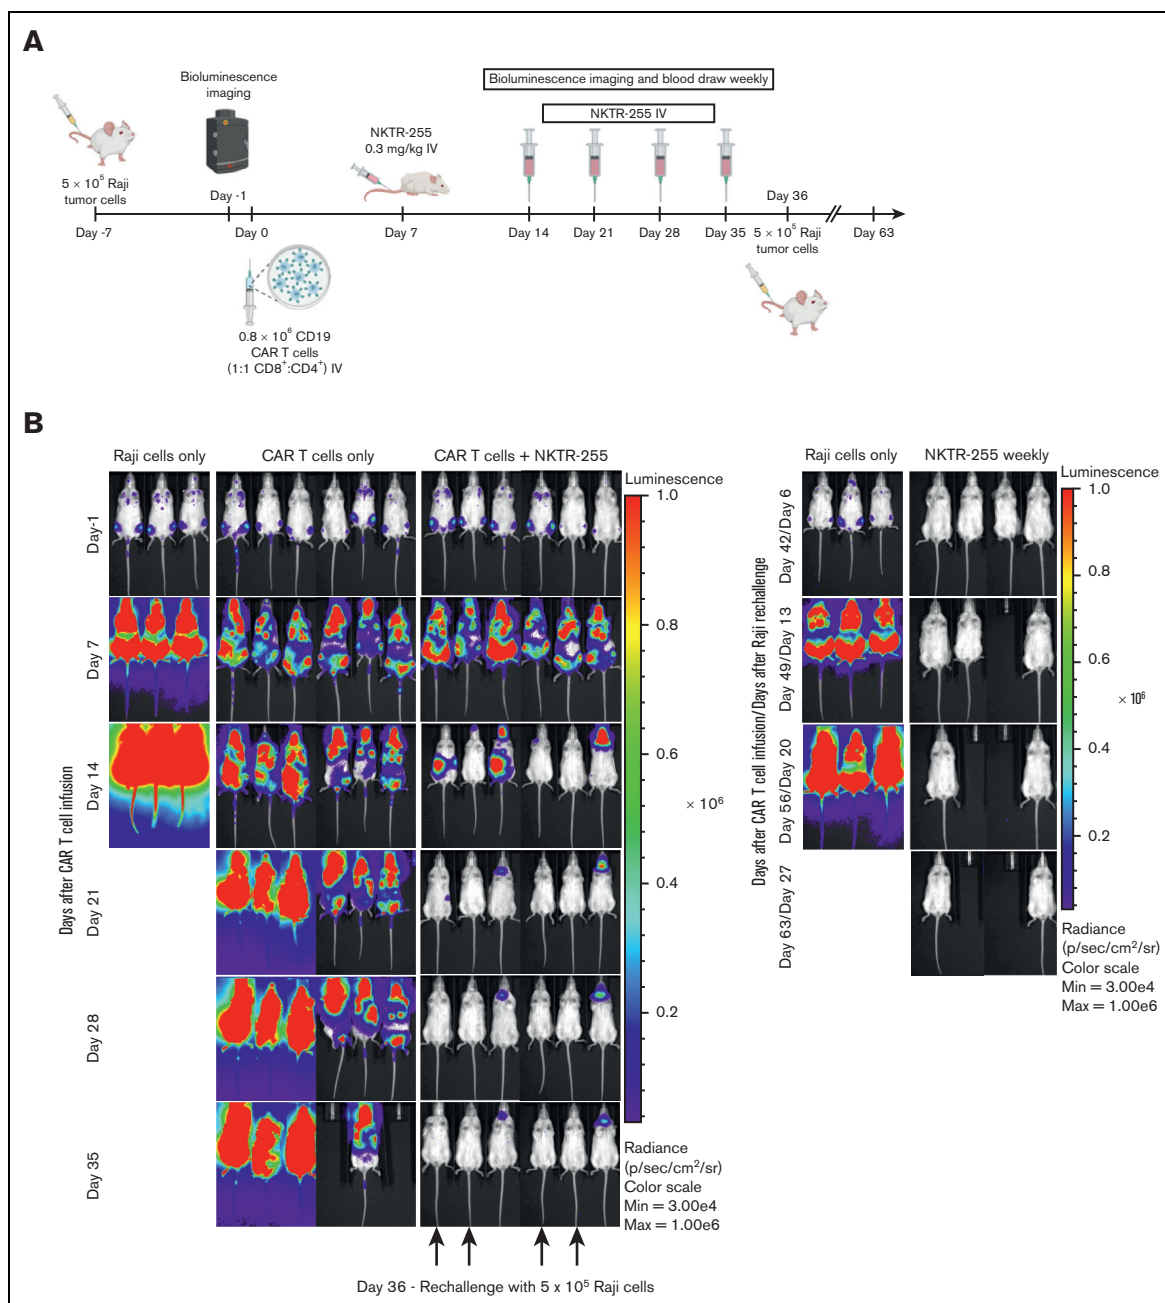 A
Bioluminescence
imaging
Bioluminescence imaging and blood draw weekly
NKTR-255 IV
NKTR-255
0.3 mg/kg IV
5 × 10⁵ Raji
tumor cells
Day -1
Day 36
Day -7
Day 0
Day 7
Day 14
Day 21
Day 28
Day 35
5 × 10⁵ Raji
tumor cells
Day 63
0.8 × 10⁶ CD19
CAR T cells
(1:1 CD8⁺:CD4⁺) IV
B
Raji cells only
CAR T cells only
CAR T cells + NKTR-255
Luminescence
1.0
0.8
0.6
× 10⁶
0.4
0.2
Radiance
(p/sec/cm²/sr)
Color scale
Min = 3.00e4
Max = 1.00e6
Days after CAR T cell infusion
Day-1
Day 7
Day 14
Day 21
Day 28
Day 35
Day 36 - Rechallenge with 5 x 10⁵ Raji cells
Raji cells only
NKTR-255 weekly
Luminescence
1.0
0.8
0.6
× 10⁶
0.4
0.2
Radiance
(p/sec/cm²/sr)
Color scale
Min = 3.00e4
Max = 1.00e6
Days after CAR T cell infusion/Days after Raji rechallenge
Day 42/Day 6
Day 49/Day 13
Day 56/Day 20
Day 63/Day 27